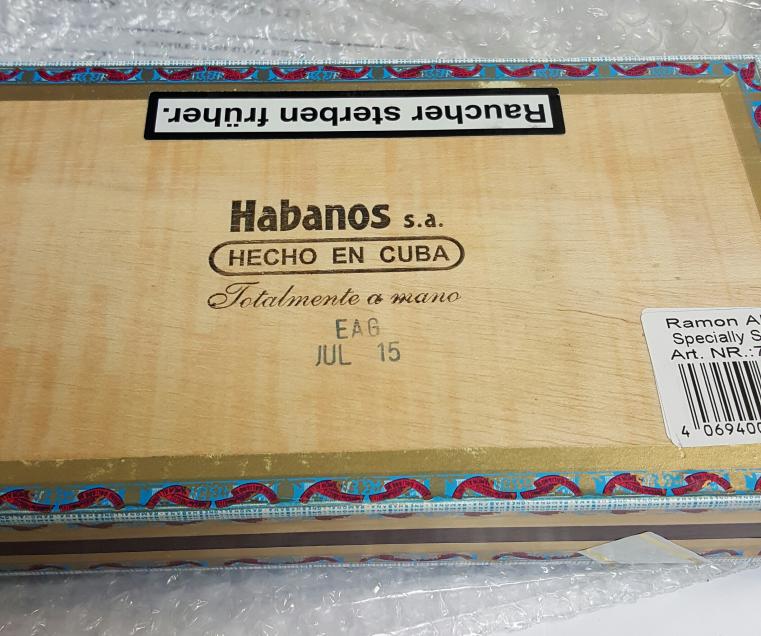 Raucher sterben früher.
Habanos s.a.
HECHO EN CUBA
Totalmente a mano
EAG
JUL 15
Ramon
Specially
Art. NR.:
4 069400